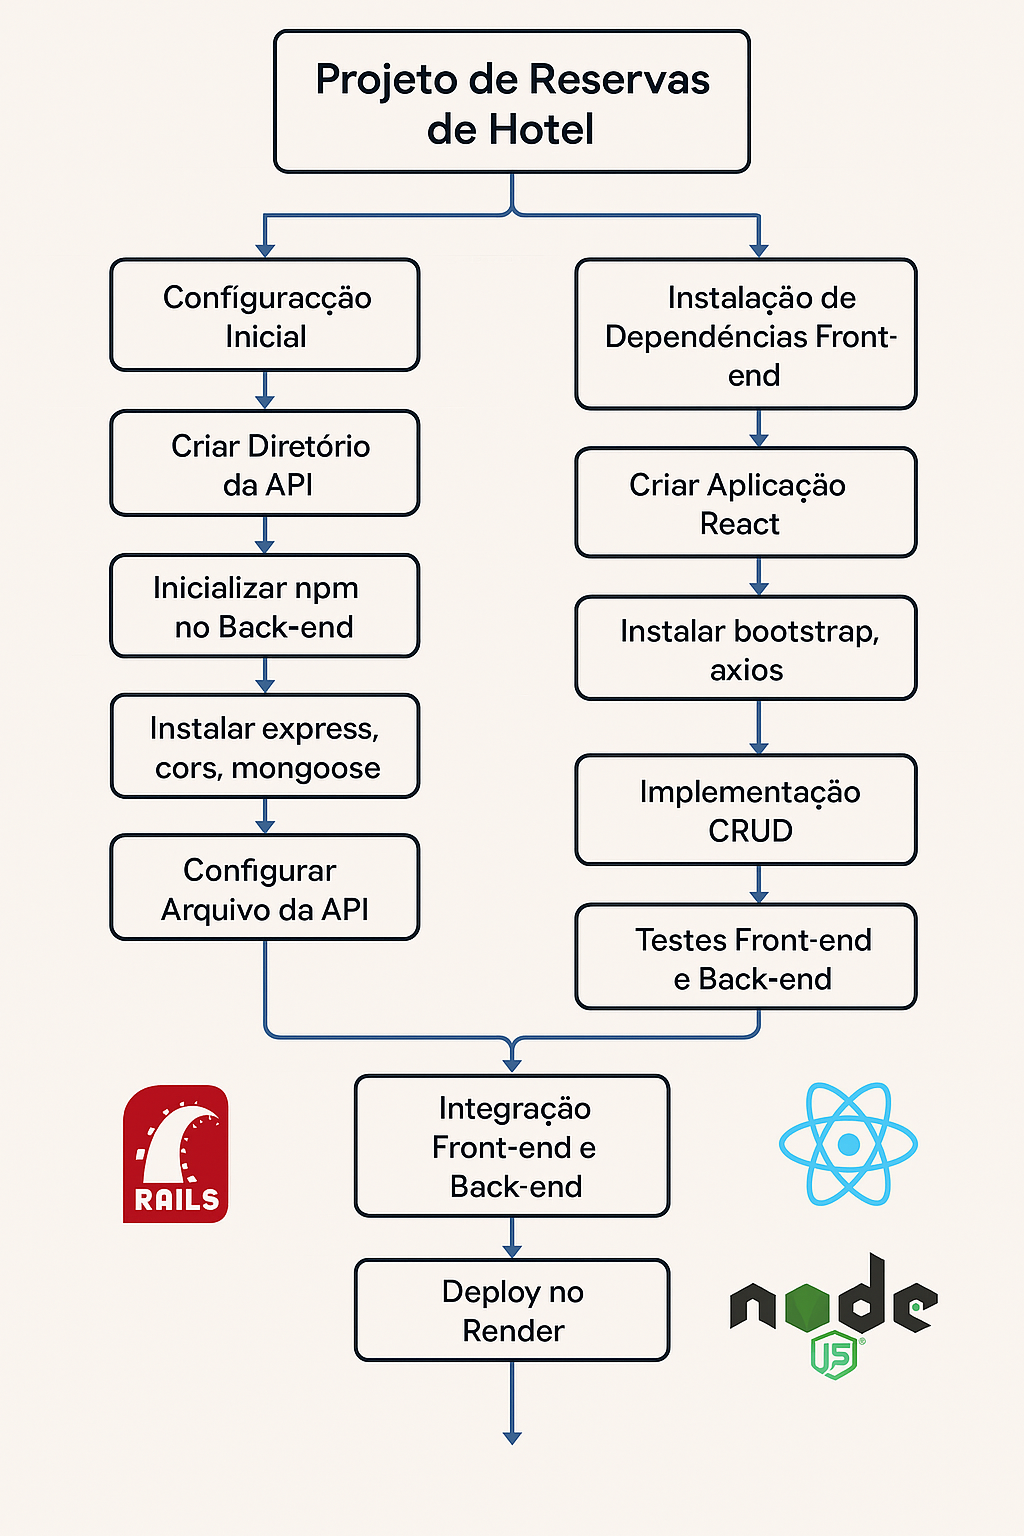 Projeto de Reservas
de Hotel
Confíguracção
Inicial
Criar Diretório
da API
Inicializar npm
no Back-end
Instalar express,
cors, mongoose
Configurar
Arquivo da API
Instalação de
Dependéncias Front-
end
Criar Aplicação
React
Instalar bootstrap,
axios
Implementação
CRUD
Testes Front-end
e Back-end
Integração
Front-end e
Back-end
Deploy no
Render
RAILS
node
JS®